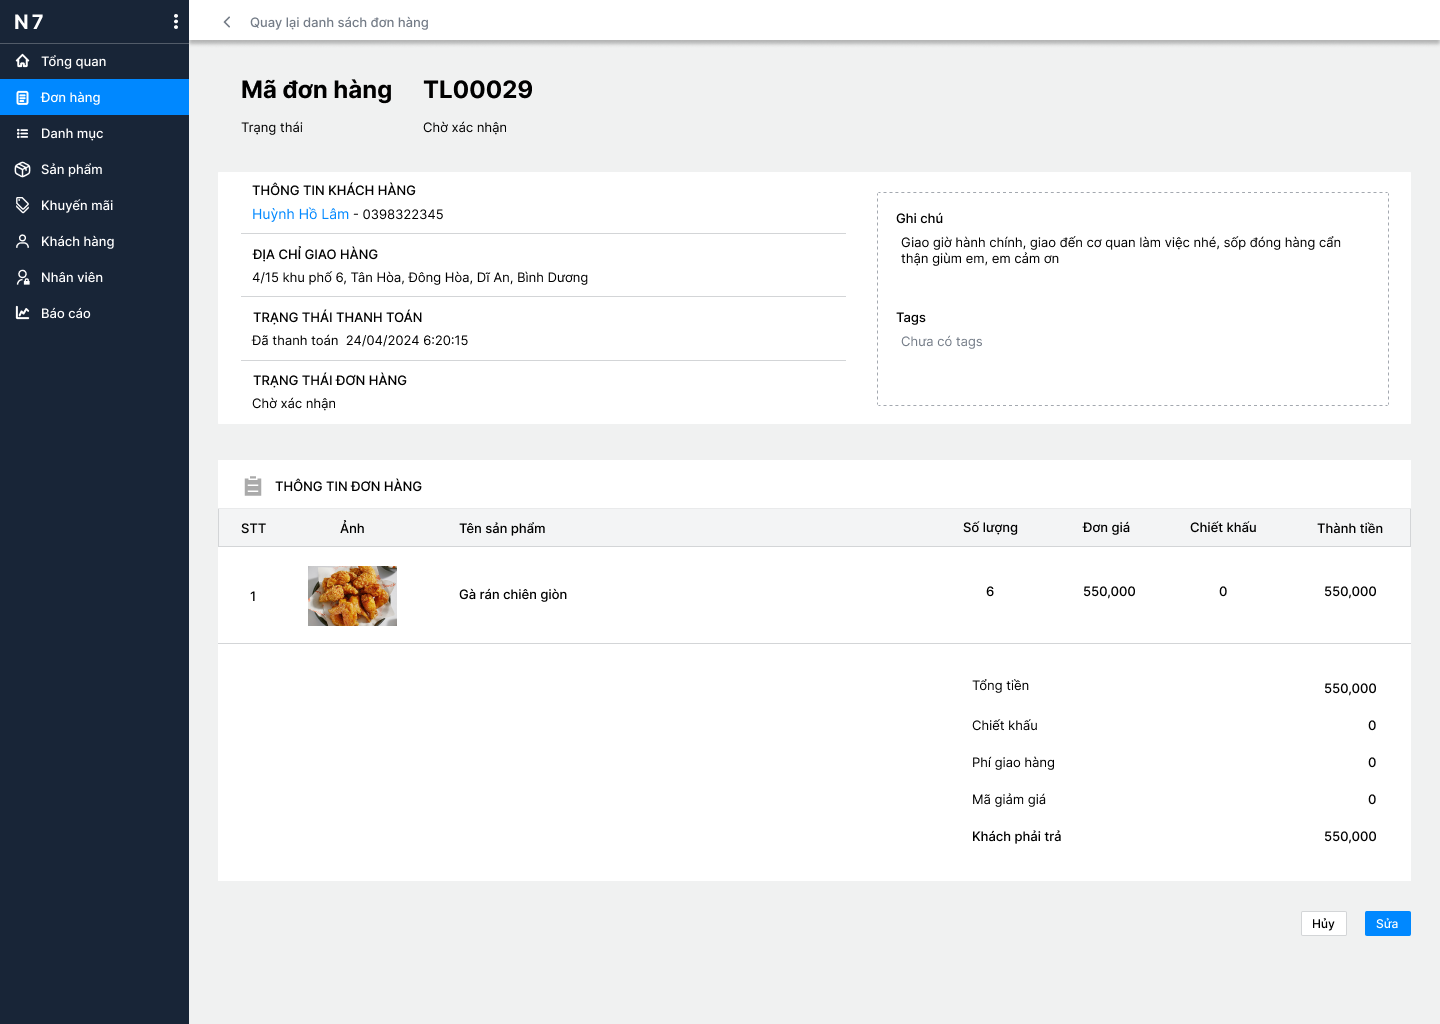 N7
Quay lại danh sách đơn hàng
Tổng quan
Đơn hàng
Danh mục
Sản phẩm
Khuyến mãi
Khách hàng
Nhân viên
Báo cáo
Mã đơn hàng TL00029
Trạng thái Chờ xác nhận
THÔNG TIN KHÁCH HÀNG
Huỳnh Hồ Lâm - 0398322345
ĐỊA CHỈ GIAO HÀNG
4/15 khu phố 6, Tân Hòa, Đông Hòa, Dĩ An, Bình Dương
TRẠNG THÁI THANH TOÁN
Đã thanh toán 24/04/2024 6:20:15
TRẠNG THÁI ĐƠN HÀNG
Chờ xác nhận
Ghi chú
Giao giờ hành chính, giao đến cơ quan làm việc nhé, sốp đóng hàng cẩn
thận giùm em, em cảm ơn
Tags
Chưa có tags
THÔNG TIN ĐƠN HÀNG
STT Ảnh Tên sản phẩm Số lượng Đơn giá Chiết khấu Thành tiền
1 Gà rán chiên giòn 6 550,000 0 550,000
Tổng tiền 550,000
Chiết khấu 0
Phí giao hàng 0
Mã giảm giá 0
Khách phải trả 550,000
Hủy Sửa